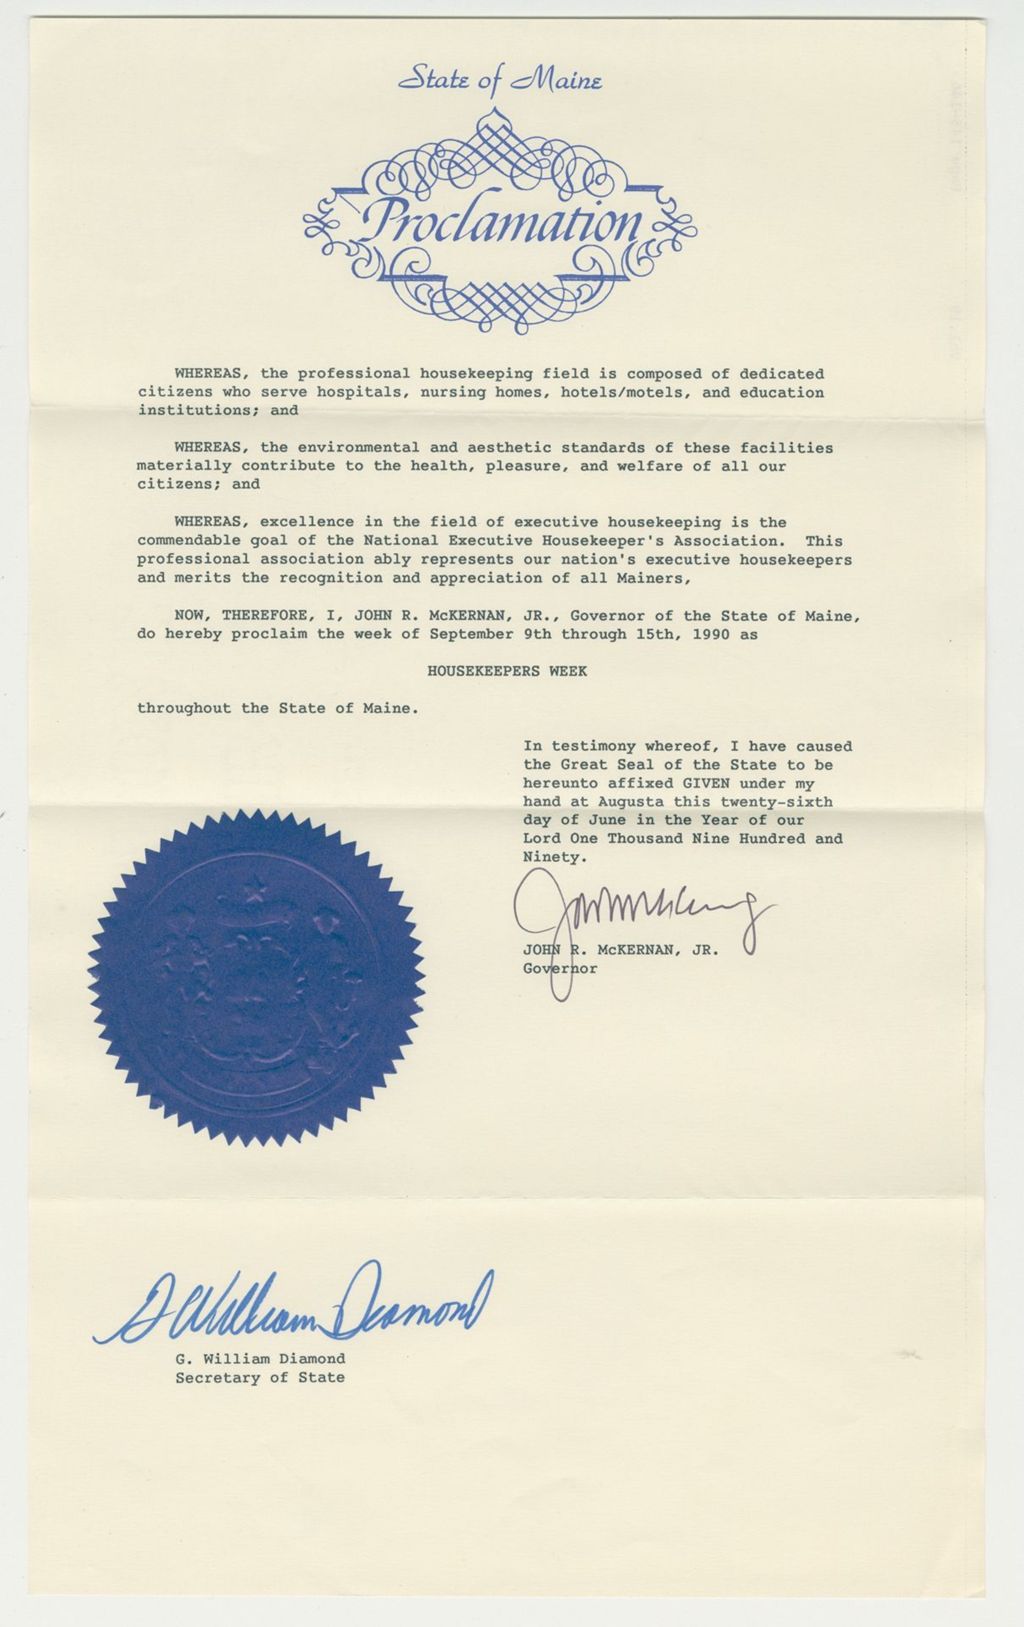 State of Maine
Proclamation
WHEREAS, the professional housekeeping field is composed of dedicated
citizens who serve hospitals, nursing homes, hotels/motels, and education
institutions; and
WHEREAS, the environmental and aesthetic standards of these facilities
materially contribute to the health, pleasure, and welfare of all our
citizens; and
WHEREAS, excellence in the field of executive housekeeping is the
commendable goal of the National Executive Housekeeper's Association. This
professional association ably represents our nation's executive housekeepers
and merits the recognition and appreciation of all Mainers,
NOW, THEREFORE, I, JOHN R. McKERNAN, JR., Governor of the State of Maine,
do hereby proclaim the week of September 9th through 15th, 1990 as
HOUSEKEEPERS WEEK
throughout the State of Maine.
In testimony whereof, I have caused
the Great Seal of the State to be
hereunto affixed GIVEN under my
hand at Augusta this twenty-sixth
day of June in the Year of our
Lord One Thousand Nine Hundred and
Ninety.
JOHN R. McKERNAN, JR.
Governor
G William Diamond
G. William Diamond
Secretary of State